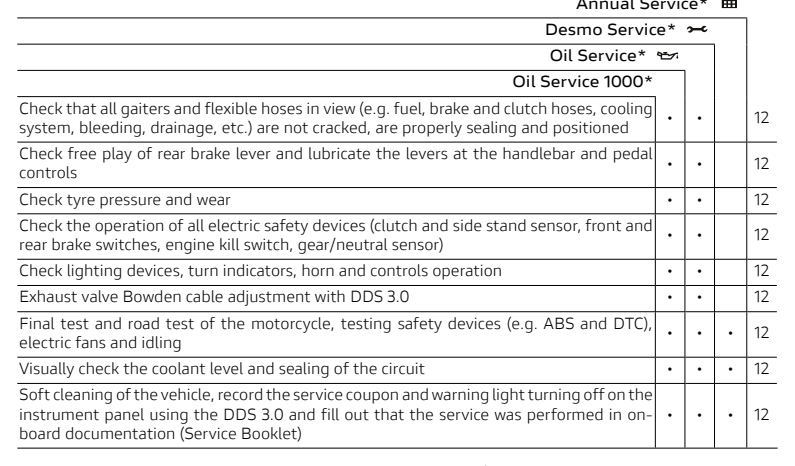 Annual Service*
Desmo Service*
Oil Service*
Oil Service 1000*
Check that all gaiters and flexible hoses in view (e.g. fuel, brake and clutch hoses, cooling
system, bleeding, drainage, etc.) are not cracked, are properly sealing and positioned • • 12
Check free play of rear brake lever and lubricate the levers at the handlebar and pedal
controls • • 12
Check tyre pressure and wear • • 12
Check the operation of all electric safety devices (clutch and side stand sensor, front and
rear brake switches, engine kill switch, gear/neutral sensor) • • 12
Check lighting devices, turn indicators, horn and controls operation • • 12
Exhaust valve Bowden cable adjustment with DDS 3.0 • • 12
Final test and road test of the motorcycle, testing safety devices (e.g. ABS and DTC),
electric fans and idling • • • 12
Visually check the coolant level and sealing of the circuit • • • 12
Soft cleaning of the vehicle, record the service coupon and warning light turning off on the
instrument panel using the DDS 3.0 and fill out that the service was performed in on-
board documentation (Service Booklet) • • • 12